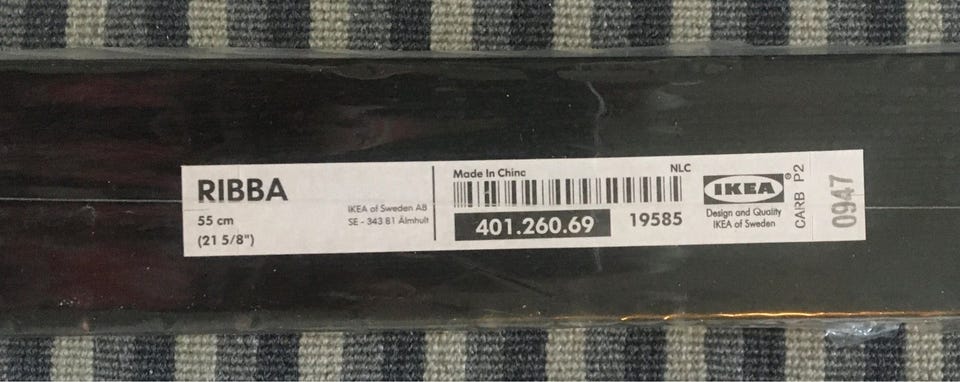 RIBBA
55 cm
(21 5/8")
IKEA of Sweden AB
SE - 343 81 Älmhult
Made In China
NLC
401.260.69
19585
IKEA®
Design and Quality
IKEA of Sweden
CARB P2
0947